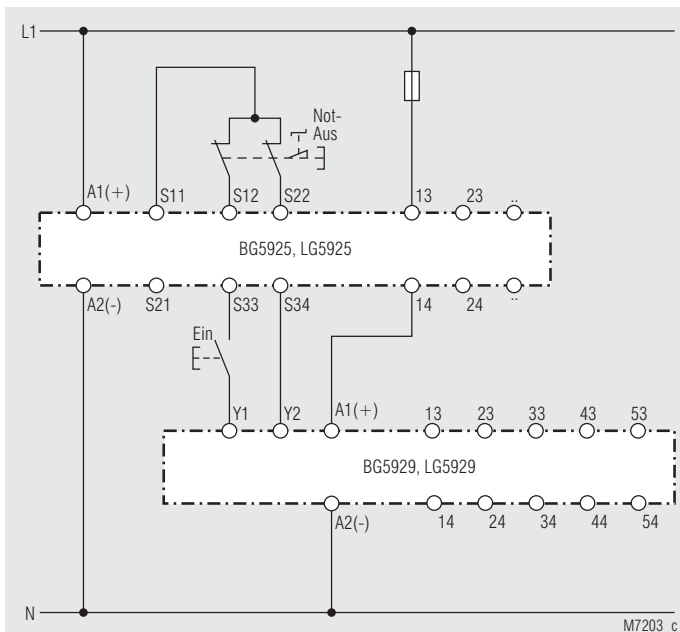 L1
Not-
Aus
A1(+) S11 S12 S22 13 23 ..
BG5925, LG5925
A2(-) S21 S33 S34 14 24 ..
Ein
Y1 Y2 A1(+) 13 23 33 43 53
BG5929, LG5929
A2(-) 14 24 34 44 54
N
M7203_c